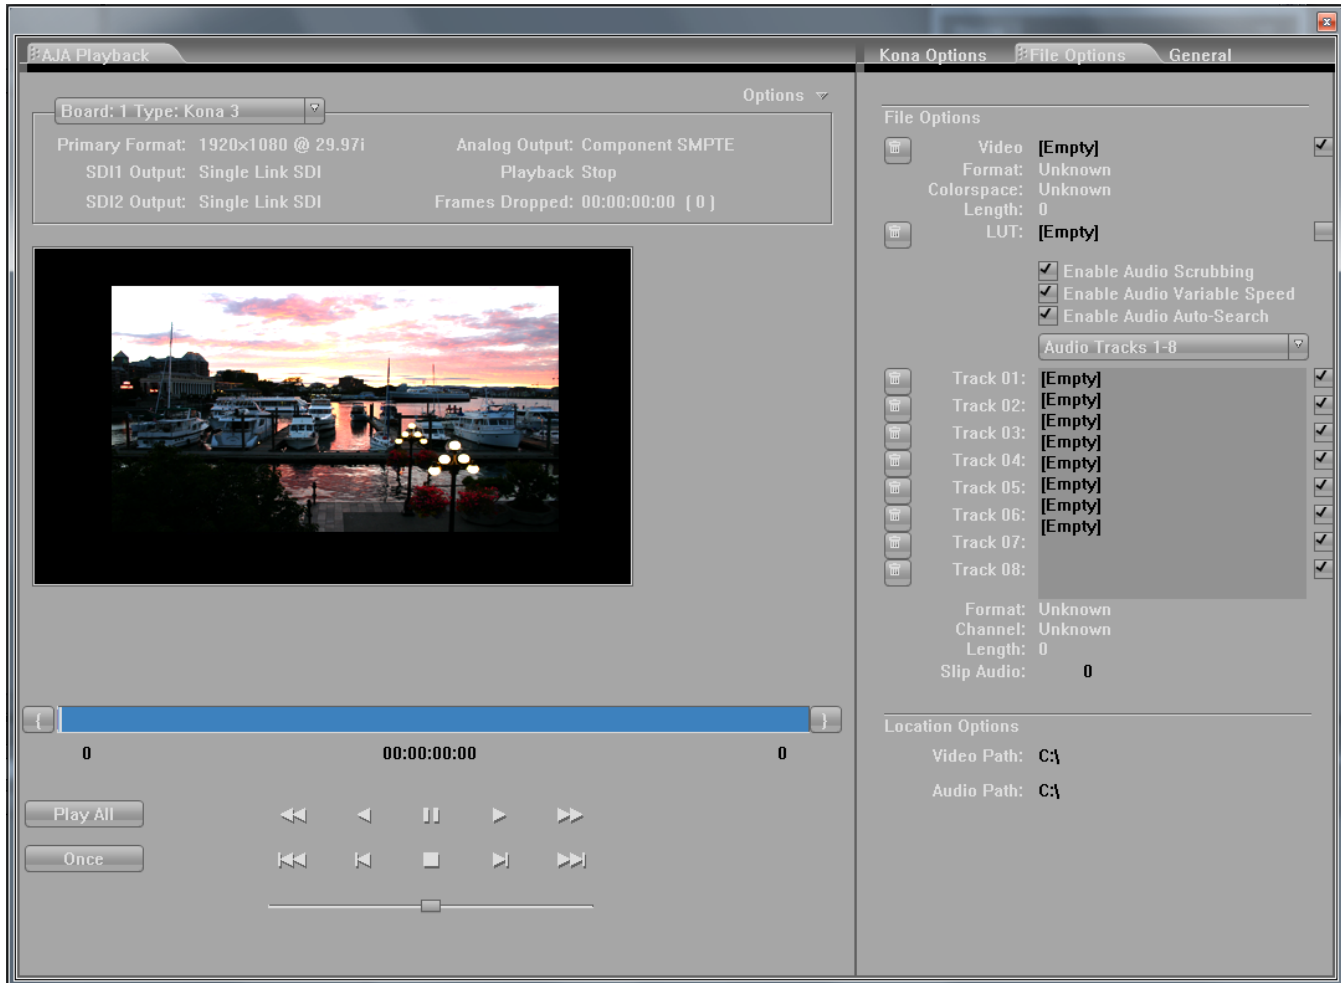 AJA Playback
Kona Options
File Options
General
Options
Board: 1 Type: Kona 3
Primary Format: 1920x1080 @ 29.97i
Analog Output: Component SMPTE
SDI1 Output: Single Link SDI
Playback Stop
SDI2 Output: Single Link SDI
Frames Dropped: 00:00:00:00 [ 0 ]
{
}
0
00:00:00:00
0
Play All
Once
File Options
Video [Empty]
Format: Unknown
Colorspace: Unknown
Length: 0
LUT: [Empty]
Enable Audio Scrubbing
Enable Audio Variable Speed
Enable Audio Auto-Search
Audio Tracks 1-8
Track 01: [Empty]
Track 02: [Empty]
Track 03: [Empty]
Track 04: [Empty]
Track 05: [Empty]
Track 06: [Empty]
Track 07: [Empty]
Track 08: [Empty]
Format: Unknown
Channel: Unknown
Length: 0
Slip Audio: 0
Location Options
Video Path: C:\
Audio Path: C:\